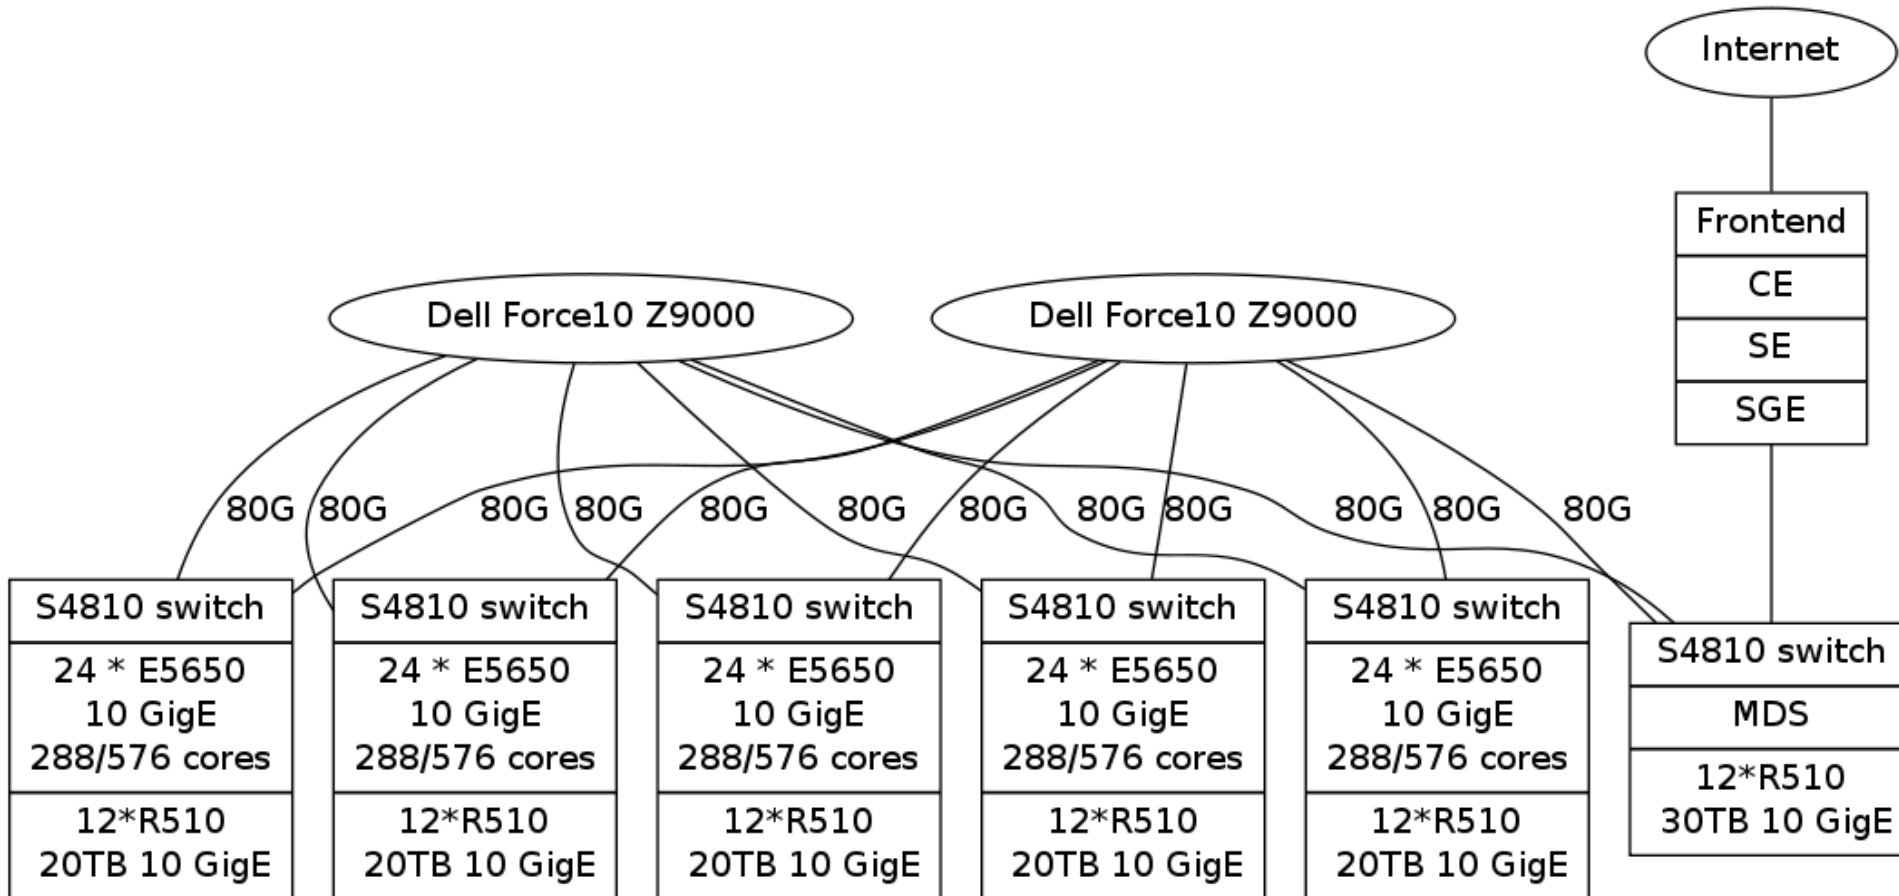 Internet
Frontend
CE
SE
SGE
Dell Force10 Z9000
Dell Force10 Z9000
80G
80G
80G
80G
80G
80G
80G
80G
80G
80G
80G
80G
S4810 switch
24 * E5650
10 GigE
288/576 cores
12*R510
20TB 10 GigE
S4810 switch
24 * E5650
10 GigE
288/576 cores
12*R510
20TB 10 GigE
S4810 switch
24 * E5650
10 GigE
288/576 cores
12*R510
20TB 10 GigE
S4810 switch
24 * E5650
10 GigE
288/576 cores
12*R510
20TB 10 GigE
S4810 switch
24 * E5650
10 GigE
288/576 cores
12*R510
20TB 10 GigE
S4810 switch
MDS
12*R510
30TB 10 GigE